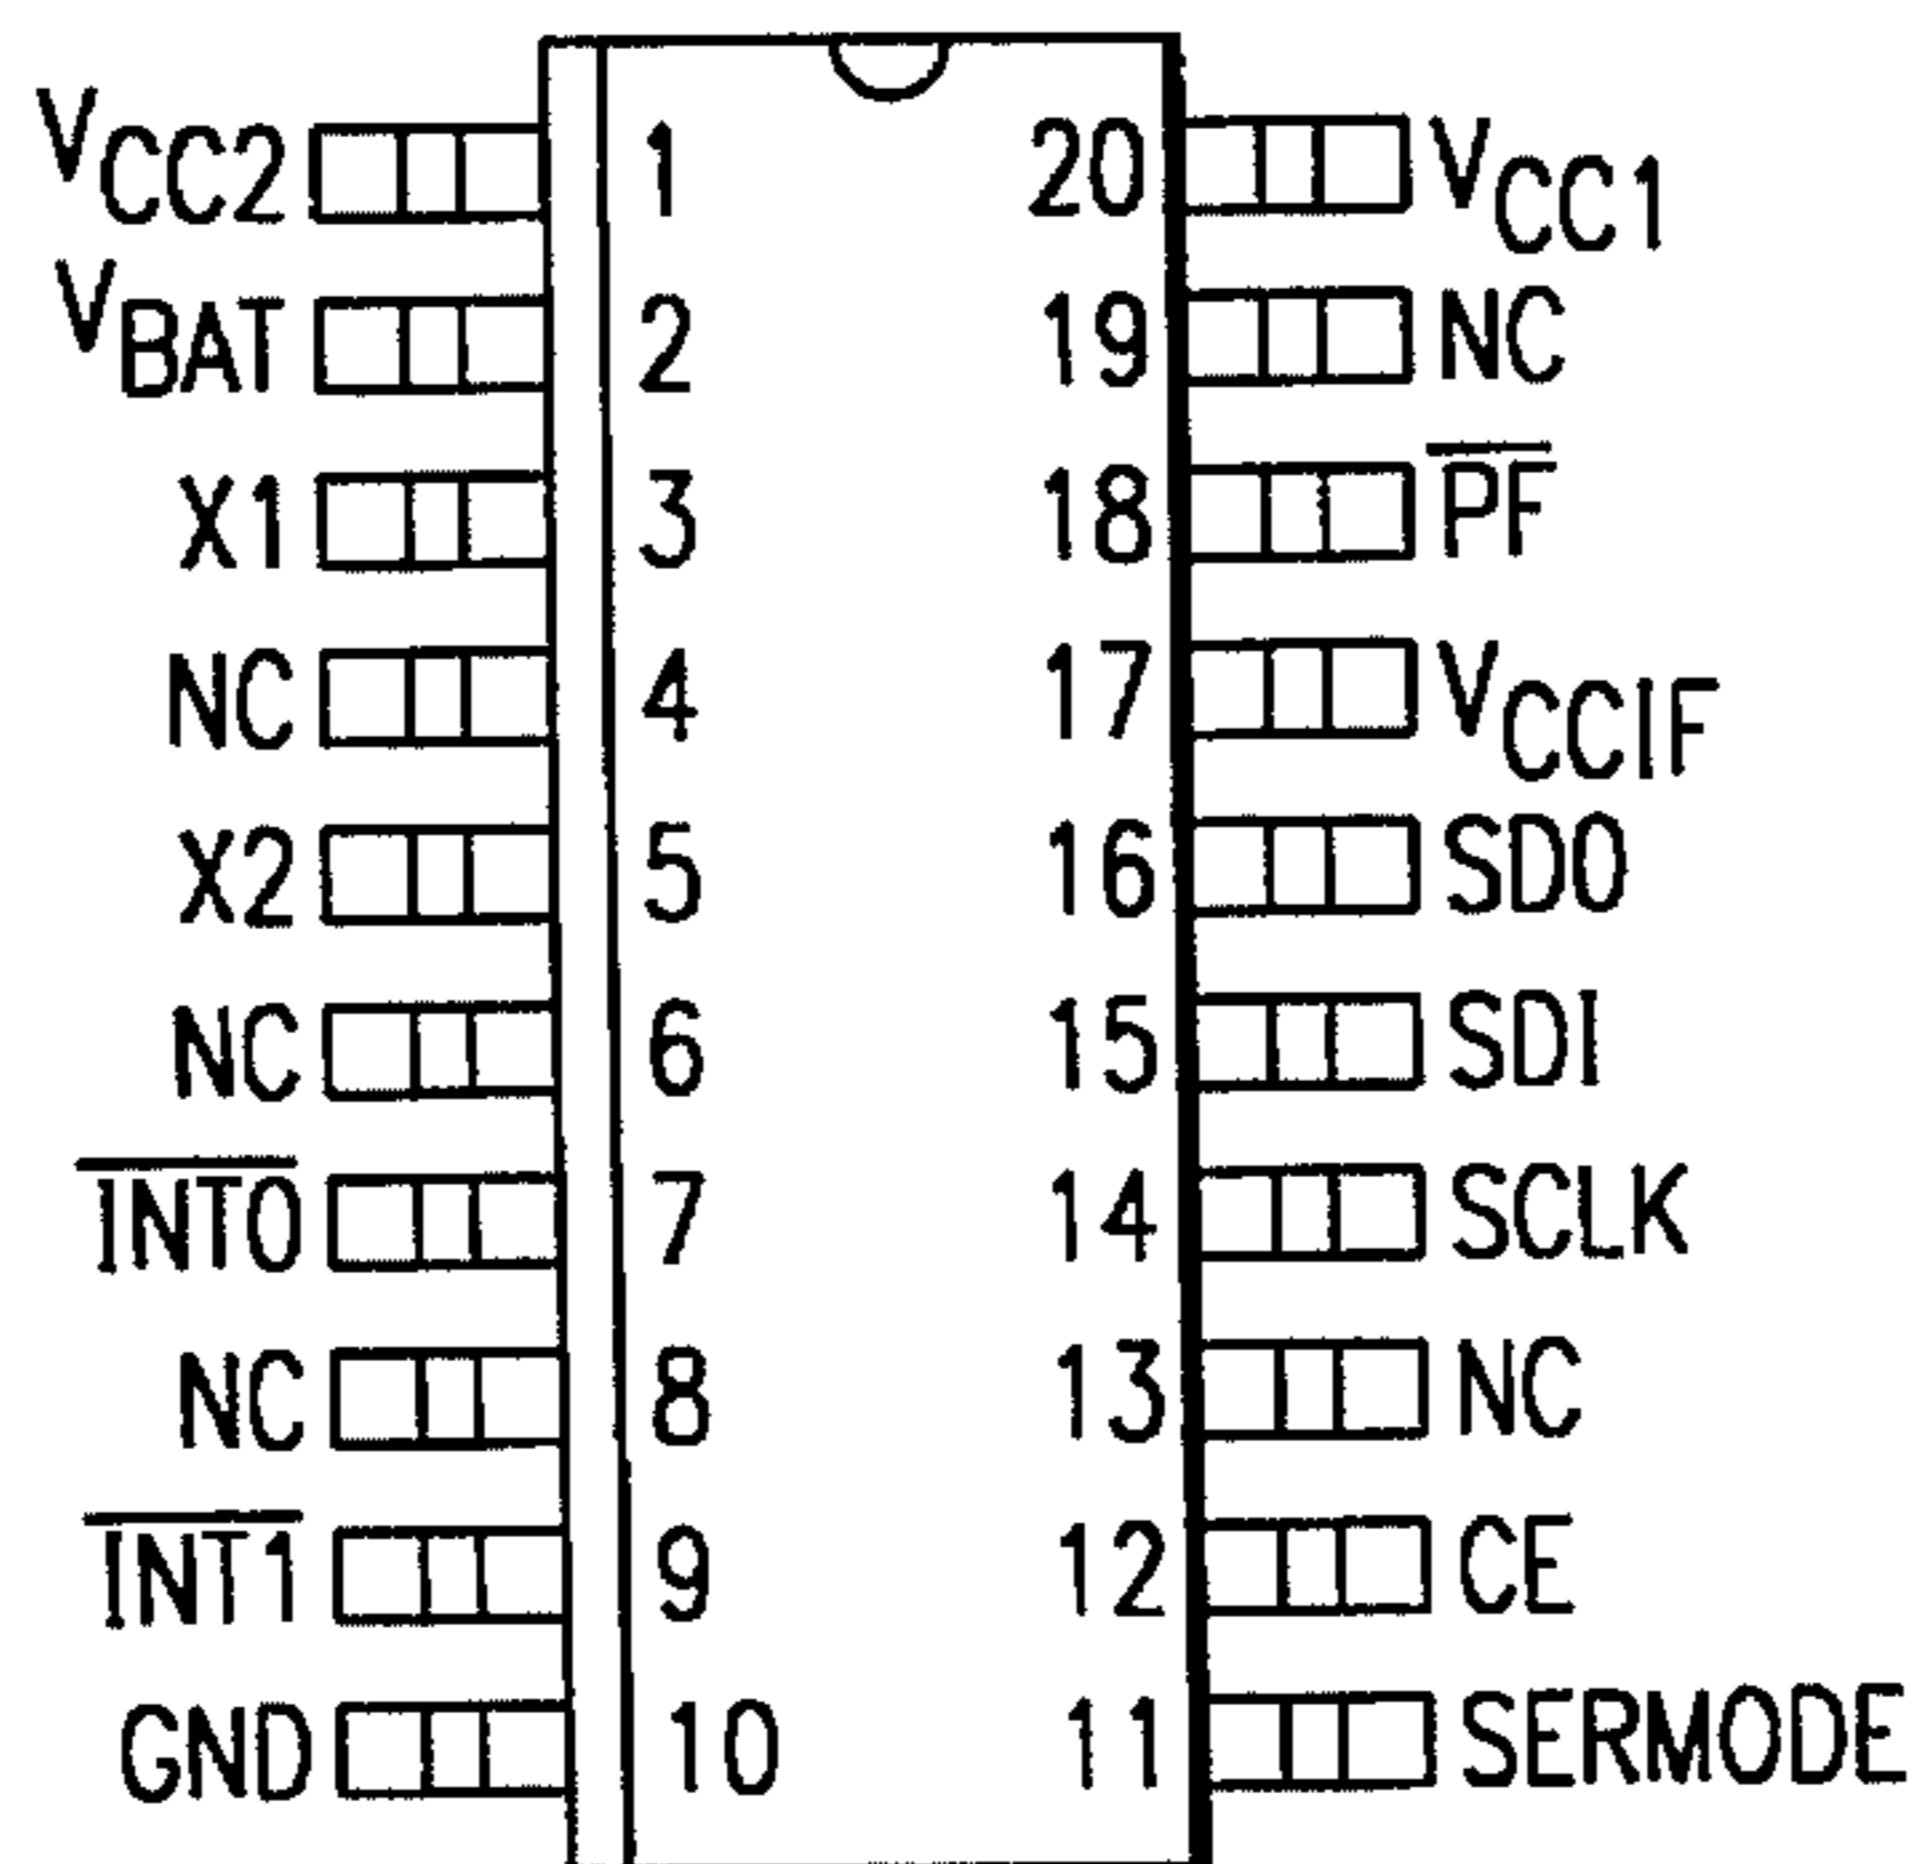 VCC2 1 20 VCC1
VBAT 2 19 NC
X1 3 18 PF
NC 4 17 VCCIF
X2 5 16 SDO
NC 6 15 SDI
INT0 7 14 SCLK
NC 8 13 NC
INT1 9 12 CE
GND 10 11 SERMODE